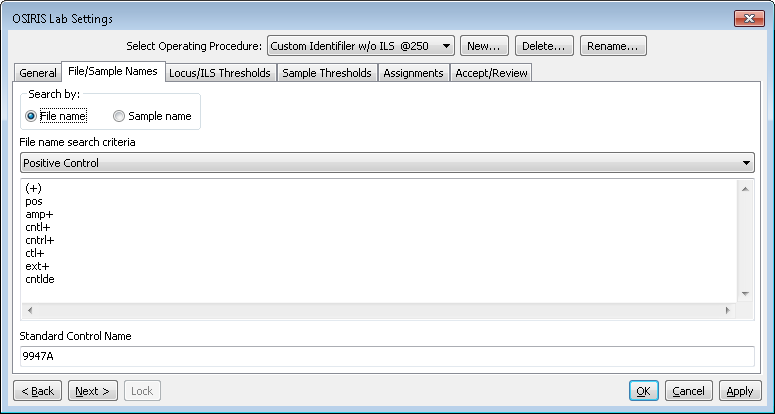 OSIRIS Lab Settings
Select Operating Procedure: Custom Identifiler w/o ILS @250 New... Delete... Rename...
General File/Sample Names Locus/ILS Thresholds Sample Thresholds Assignments Accept/Review
Search by:
File name Sample name
File name search criteria
Positive Control
(+)
pos
amp+
cntl+
cntrl+
ctl+
ext+
cntlde
Standard Control Name
9947A
< Back Next > Lock OK Cancel Apply